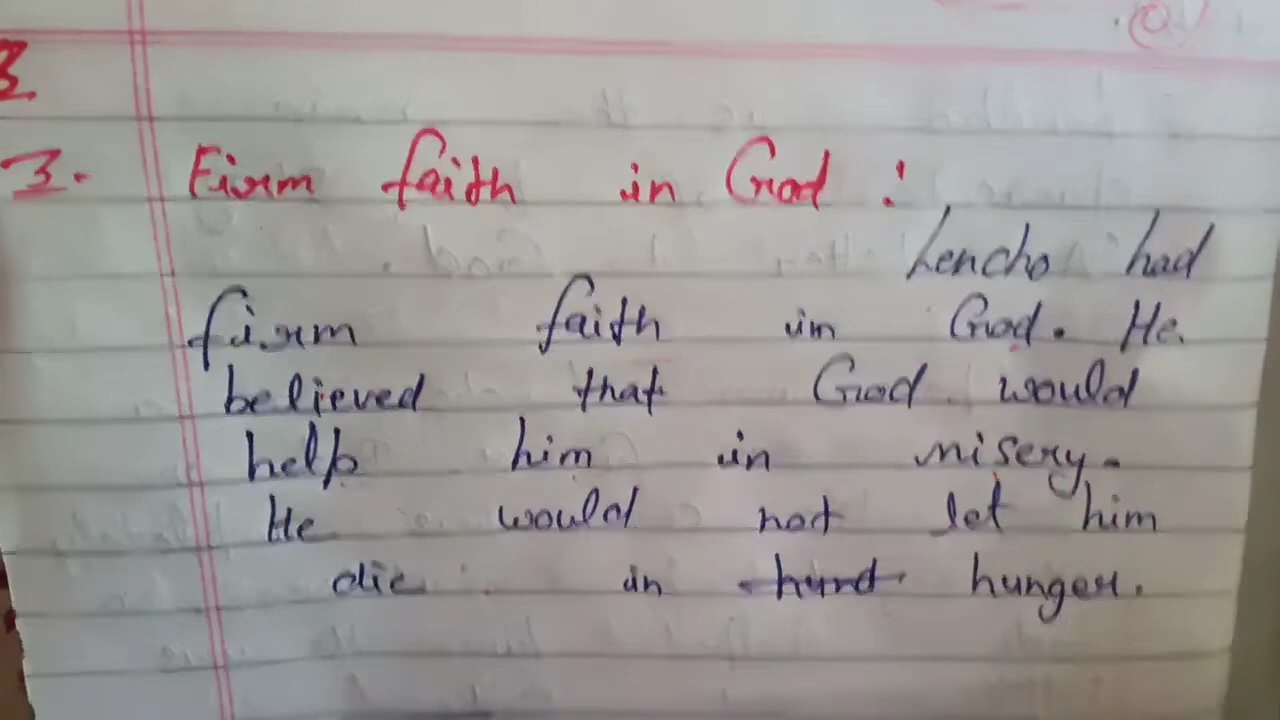 3. Firm faith in God :
Lencho had
firm faith in God. He
believed that God would
help him in misery.
He would not let him
die in hund hunger.